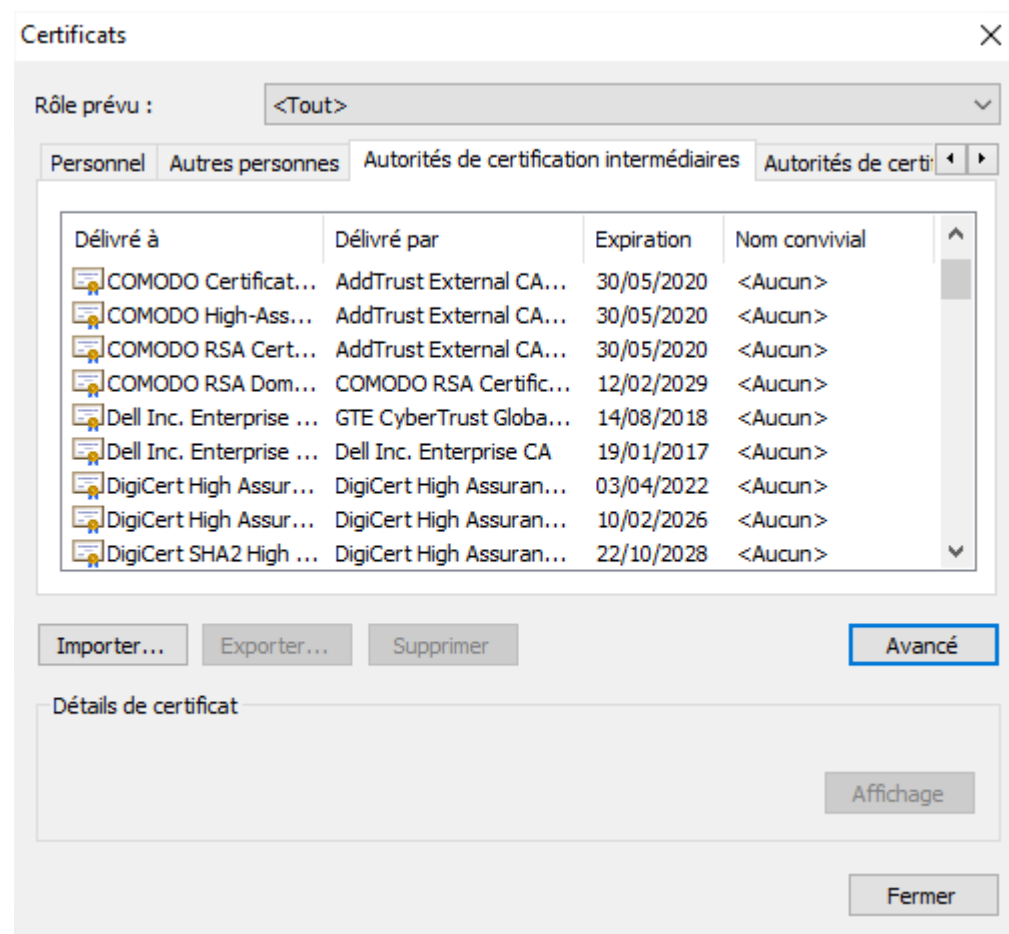 Certificats
Rôle prévu : <Tout>
Personnel Autres personnes Autorités de certification intermédiaires Autorités de certi
Délivré à Délivré par Expiration Nom convivial
COMODO Certificat... AddTrust External CA... 30/05/2020 <Aucun>
COMODO High-Ass... AddTrust External CA... 30/05/2020 <Aucun>
COMODO RSA Cert... AddTrust External CA... 30/05/2020 <Aucun>
COMODO RSA Dom... COMODO RSA Certific... 12/02/2029 <Aucun>
Dell Inc. Enterprise ... GTE CyberTrust Globa... 14/08/2018 <Aucun>
Dell Inc. Enterprise ... Dell Inc. Enterprise CA 19/01/2017 <Aucun>
DigiCert High Assur... DigiCert High Assuran... 03/04/2022 <Aucun>
DigiCert High Assur... DigiCert High Assuran... 10/02/2026 <Aucun>
DigiCert SHA2 High ... DigiCert High Assuran... 22/10/2028 <Aucun>
Importer... Exporter... Supprimer Avancé
Détails de certificat
Affichage
Fermer